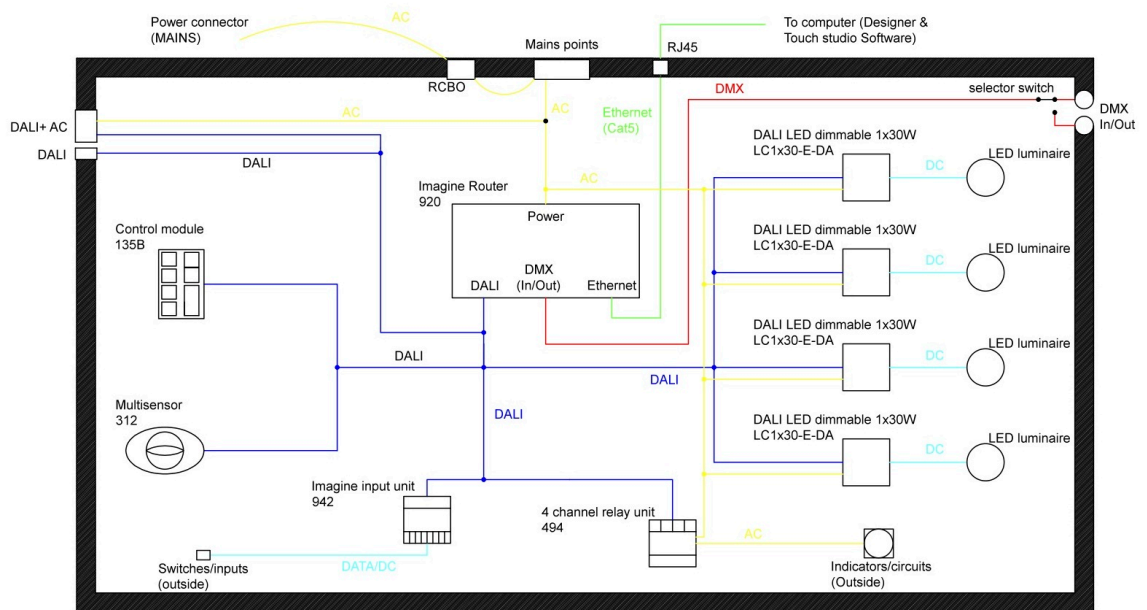 Power connector
(MAINS)
AC
To computer (Designer &
Touch studio Software)
Mains points
RJ45
RCBO
selector switch
DMX
AC
AC
Ethernet
(Cat5)
DMX
In/Out
DALI+ AC
DALI
DALI
DALI LED dimmable 1x30W
LC1x30-E-DA
LED luminaire
DC
Imagine Router
920
AC
Power
DMX
(In/Out)
DALI
Ethernet
Control module
135B
DALI LED dimmable 1x30W
LC1x30-E-DA
LED luminaire
DC
DALI LED dimmable 1x30W
LC1x30-E-DA
LED luminaire
DC
DALI
DALI
Multisensor
312
DALI
DALI LED dimmable 1x30W
LC1x30-E-DA
LED luminaire
DC
Imagine input unit
942
4 channel relay unit
494
AC
DATA/DC
Switches/inputs
(outside)
Indicators/circuits
(Outside)